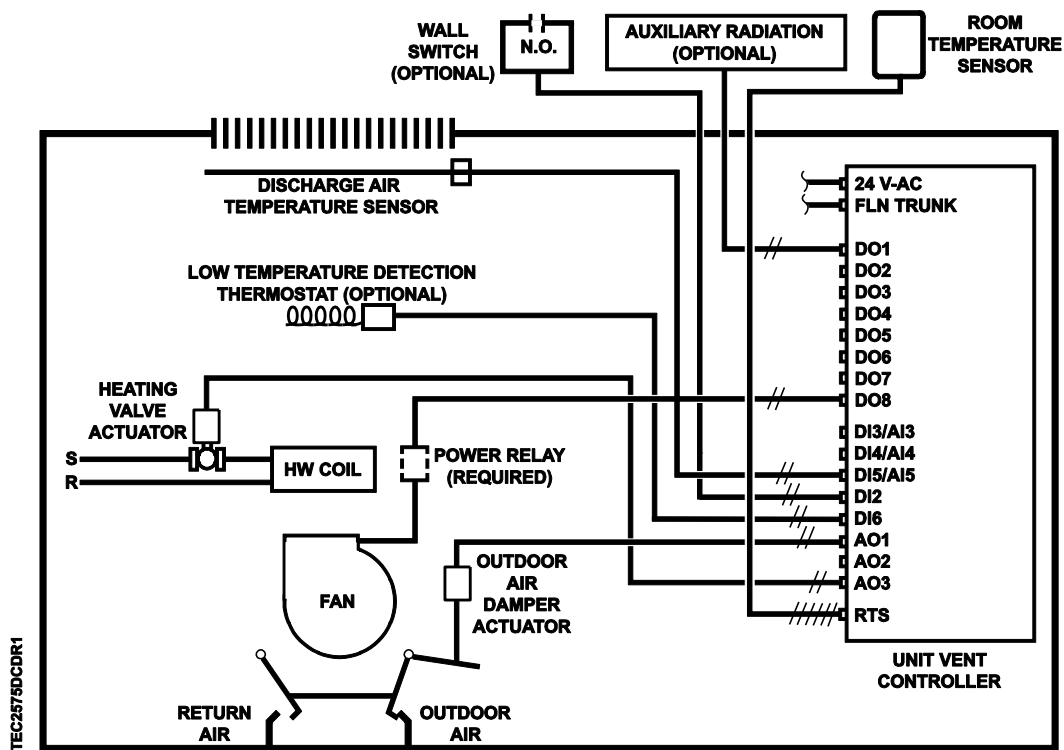 WALL
SWITCH
(OPTIONAL)
N.O.
AUXILIARY RADIATION
(OPTIONAL)
ROOM
TEMPERATURE
SENSOR
DISCHARGE AIR
TEMPERATURE SENSOR
LOW TEMPERATURE DETECTION
THERMOSTAT (OPTIONAL)
HEATING
VALVE
ACTUATOR
S
R
HW COIL
POWER RELAY
(REQUIRED)
FAN
OUTDOOR
AIR
DAMPER
ACTUATOR
RETURN
AIR
OUTDOOR
AIR
24 V-AC
FLN TRUNK
DO1
DO2
DO3
DO4
DO5
DO6
DO7
DO8
DI3/AI3
DI4/AI4
DI5/AI5
DI2
DI6
AO1
AO2
AO3
RTS
UNIT VENT
CONTROLLER
TEC2575DCDR1